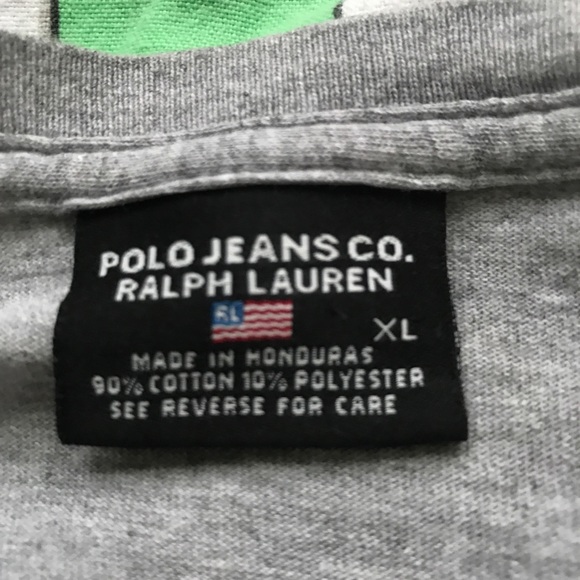 POLO JEANS CO.
RALPH LAUREN
RL
XL
MADE IN HONDURAS
90% COTTON 10% POLYESTER
SEE REVERSE FOR CARE